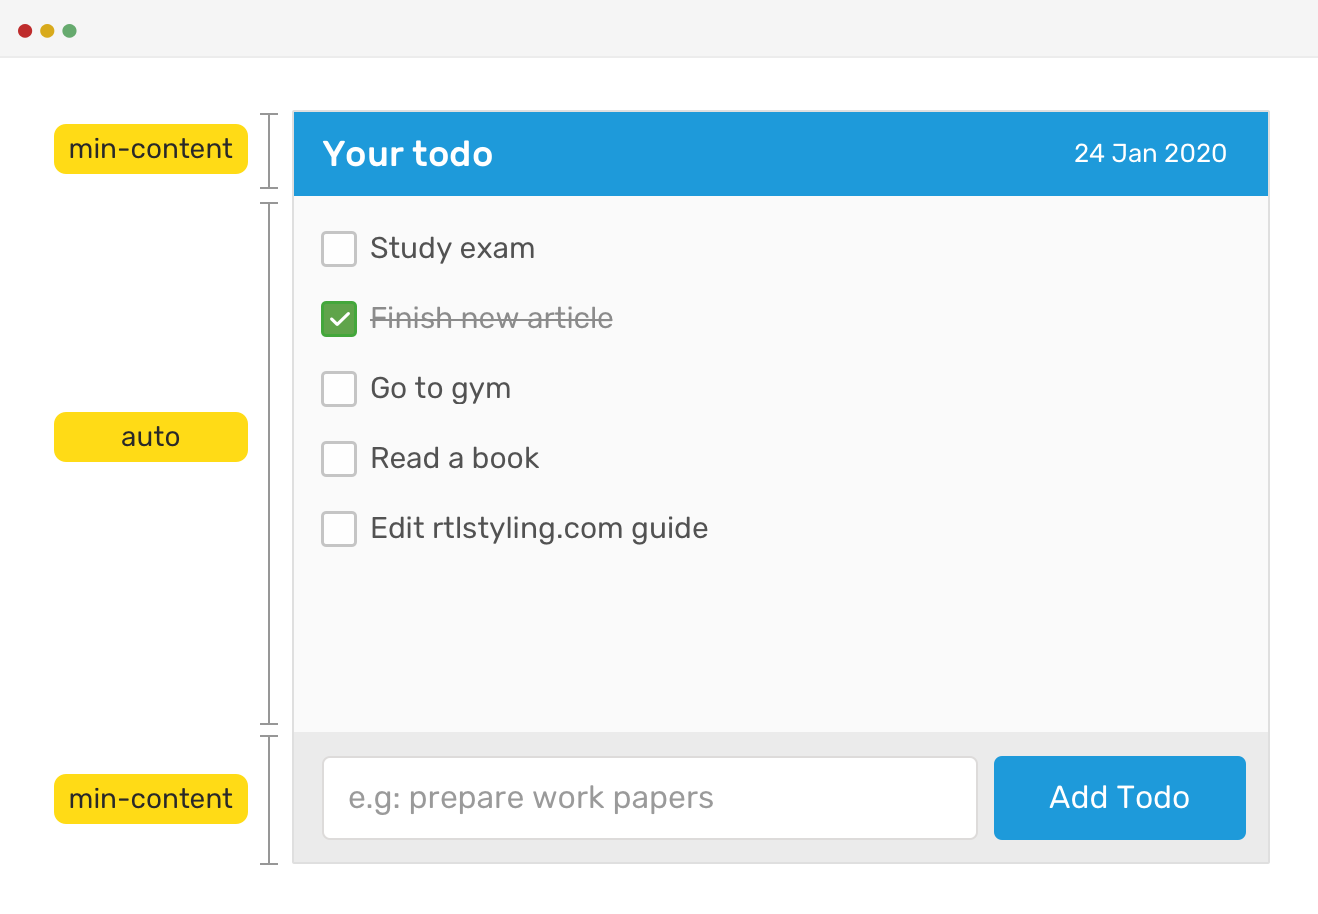 min-content
Your todo
24 Jan 2020
Study exam
Finish new article
auto
Go to gym
Read a book
Edit rtlstyling.com guide
min-content
e.g: prepare work papers
Add Todo